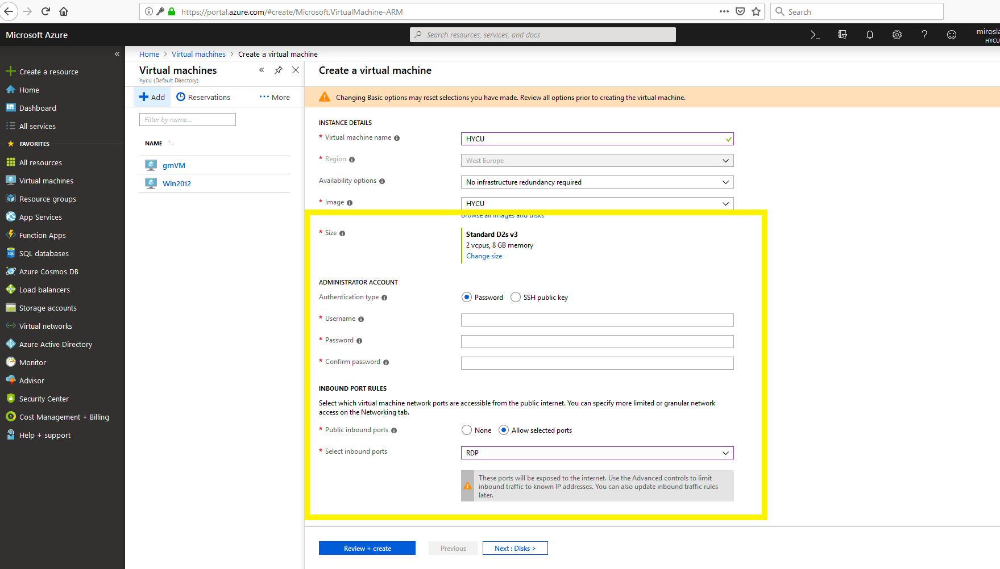 https://portal.azure.com/#create/Microsoft.VirtualMachine-ARM
Search
Microsoft Azure
Search resources, services, and docs
HYCU
Home > Virtual machines > Create a virtual machine
Create a resource
Home
Dashboard
All services
FAVORITES
All resources
Virtual machines
Resource groups
App Services
Function Apps
SQL databases
Azure Cosmos DB
Load balancers
Storage accounts
Virtual networks
Azure Active Directory
Monitor
Advisor
Security Center
Cost Management + Billing
Help + support
Virtual machines
hycu (Default Directory)
Add Reservations More
Filter by name...
NAME
gmVM
Win2012
Create a virtual machine
Changing Basic options may reset selections you have made. Review all options prior to creating the virtual machine.
INSTANCE DETAILS
* Virtual machine name HYCU
* Region West Europe
Availability options No infrastructure redundancy required
* Image HYCU
Browse all images and disks
* Size Standard D2s v3
2 vcpus, 8 GB memory
Change size
ADMINISTRATOR ACCOUNT
Authentication type Password SSH public key
* Username
* Password
* Confirm password
INBOUND PORT RULES
Select which virtual machine network ports are accessible from the public internet. You can specify more limited or granular network
access on the Networking tab.
* Public inbound ports None Allow selected ports
* Select inbound ports RDP
These ports will be exposed to the internet. Use the Advanced controls to limit
inbound traffic to known IP addresses. You can also update inbound traffic rules
later.
Review + create Previous Next : Disks >